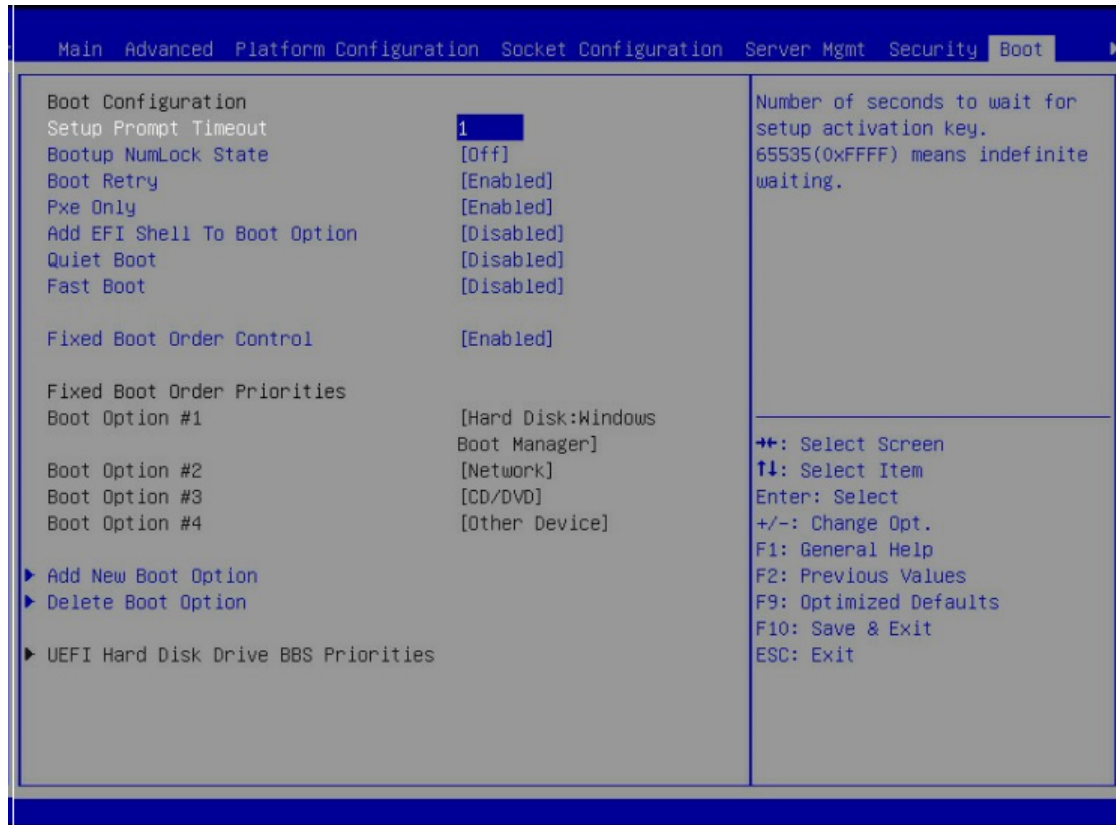 Main Advanced Platform Configuration Socket Configuration Server Mgmt Security Boot
Boot Configuration
Setup Prompt Timeout 1
Bootup NumLock State [Off]
Boot Retry [Enabled]
Pxe Only [Enabled]
Add EFI Shell To Boot Option [Disabled]
Quiet Boot [Disabled]
Fast Boot [Disabled]
Fixed Boot Order Control [Enabled]
Fixed Boot Order Priorities
Boot Option #1 [Hard Disk:Windows
Boot Manager]
Boot Option #2 [Network]
Boot Option #3 [CD/DVD]
Boot Option #4 [Other Device]
Add New Boot Option
Delete Boot Option
UEFI Hard Disk Drive BBS Priorities
Number of seconds to wait for
setup activation key.
65535(0xFFFF) means indefinite
waiting.
→←: Select Screen
↑↓: Select Item
Enter: Select
+/-: Change Opt.
F1: General Help
F2: Previous Values
F9: Optimized Defaults
F10: Save & Exit
ESC: Exit